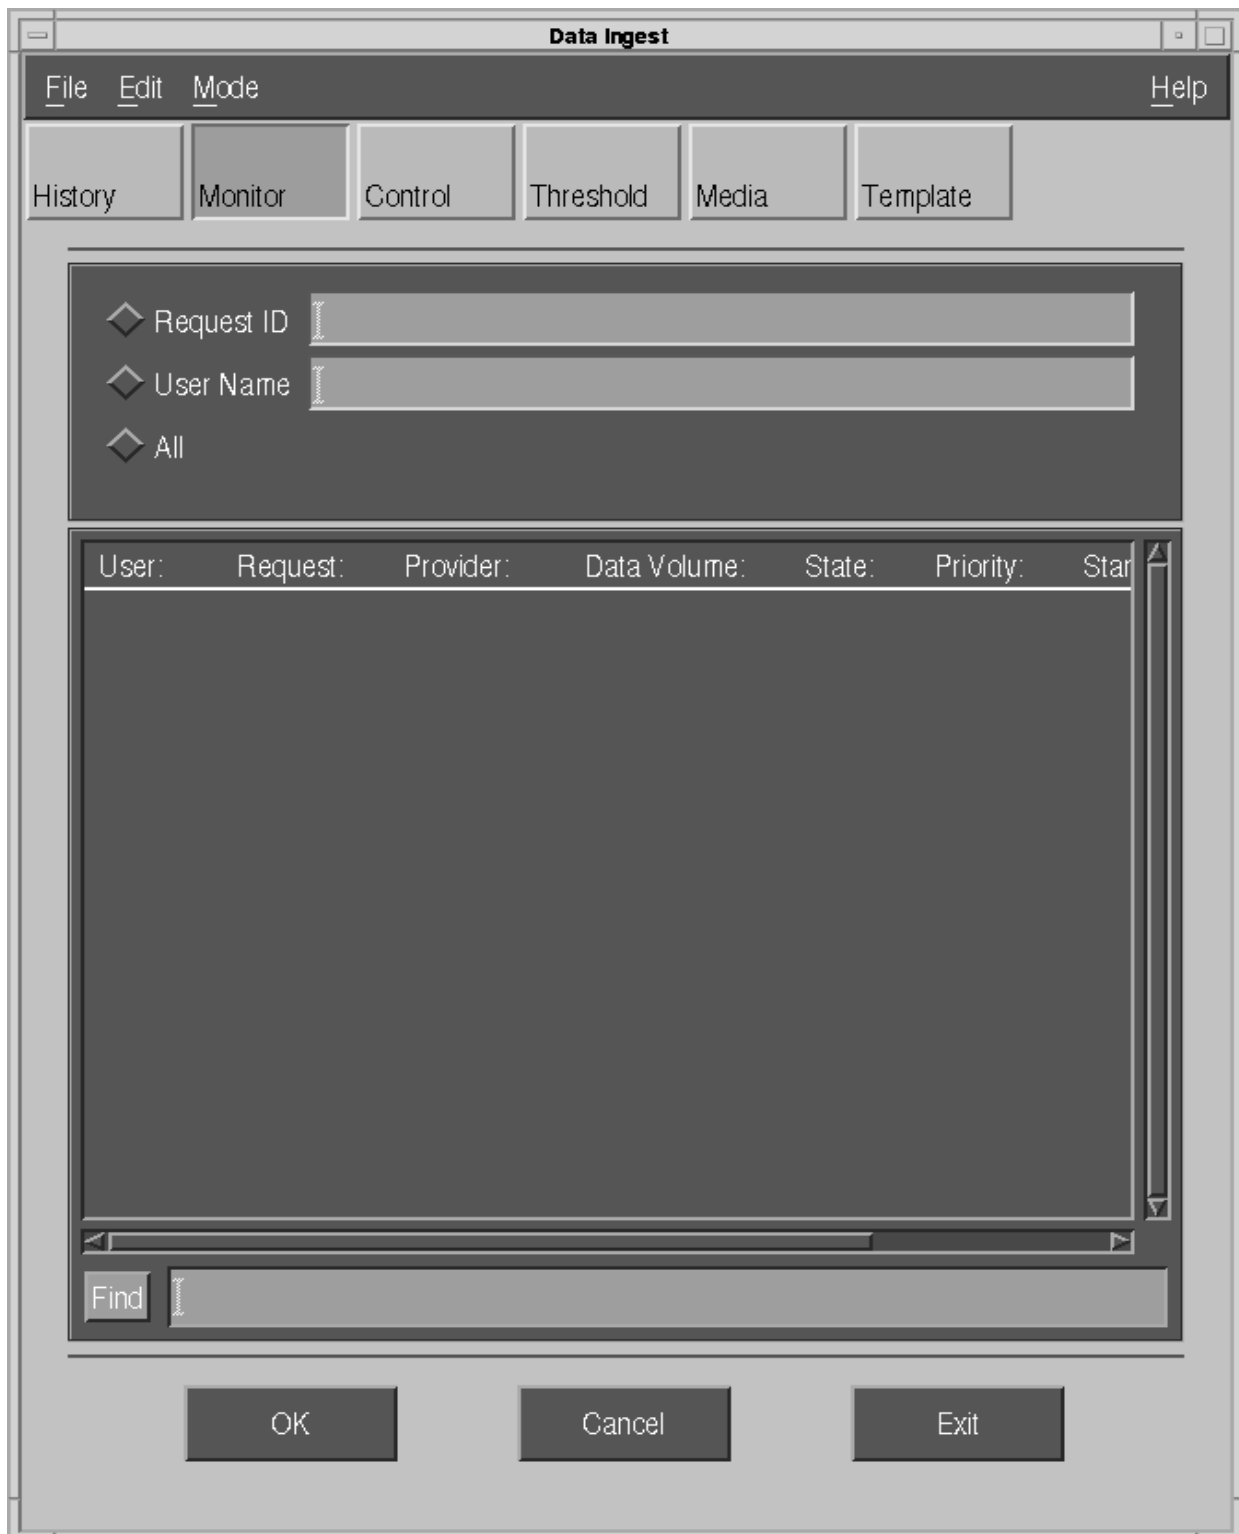 Data Ingest
File Edit Mode Help
History Monitor Control Threshold Media Template
Request ID
User Name
All
User: Request: Provider: Data Volume: State: Priority: Star
Find
OK Cancel Exit